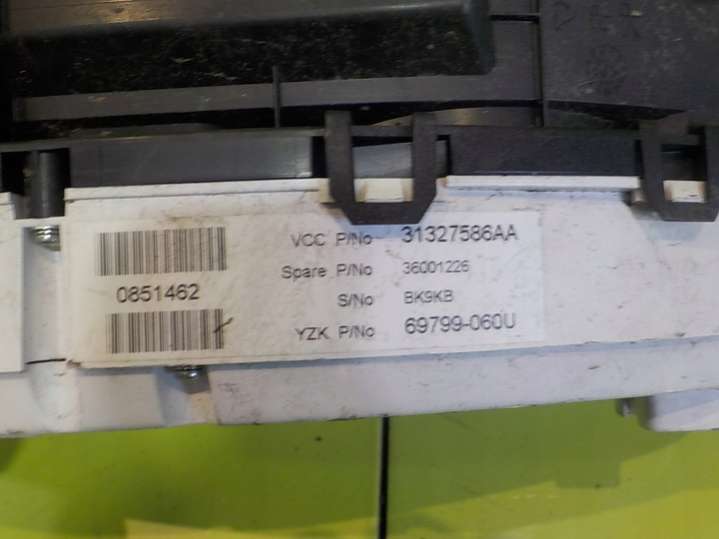 VCC P/No 31327586AA
Spare P/No 36001226
0851462
S/No BK9KB
YZK P/No 69799-060U